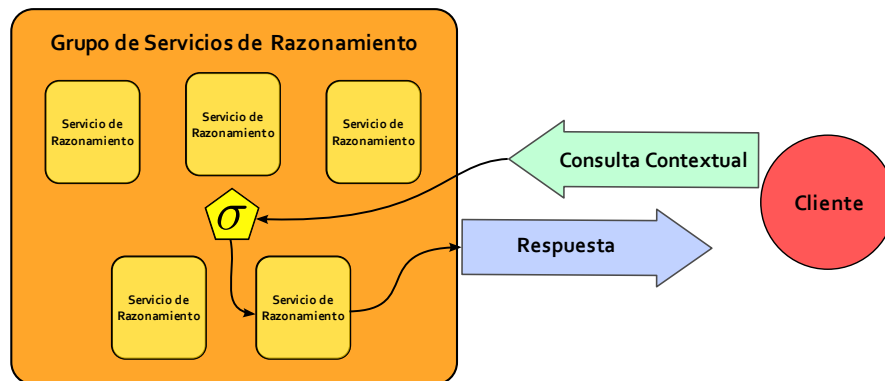 Grupo de Servicios de Razonamiento
Servicio de
Razonamiento
Servicio de
Razonamiento
Servicio de
Razonamiento
Consulta Contextual
Cliente
σ
Respuesta
Servicio de
Razonamiento
Servicio de
Razonamiento